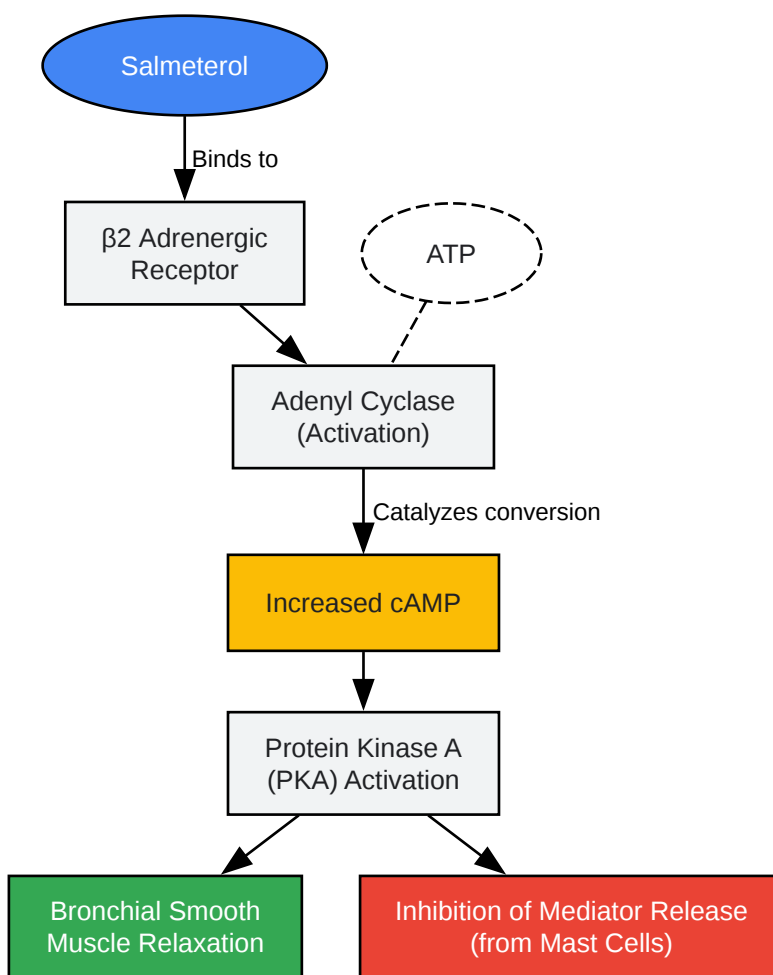 Salmeterol
Binds to
β2 Adrenergic
Receptor
ATP
Adenyl Cyclase
(Activation)
Catalyzes conversion
Increased cAMP
Protein Kinase A
(PKA) Activation
Bronchial Smooth
Muscle Relaxation
Inhibition of Mediator Release
(from Mast Cells)